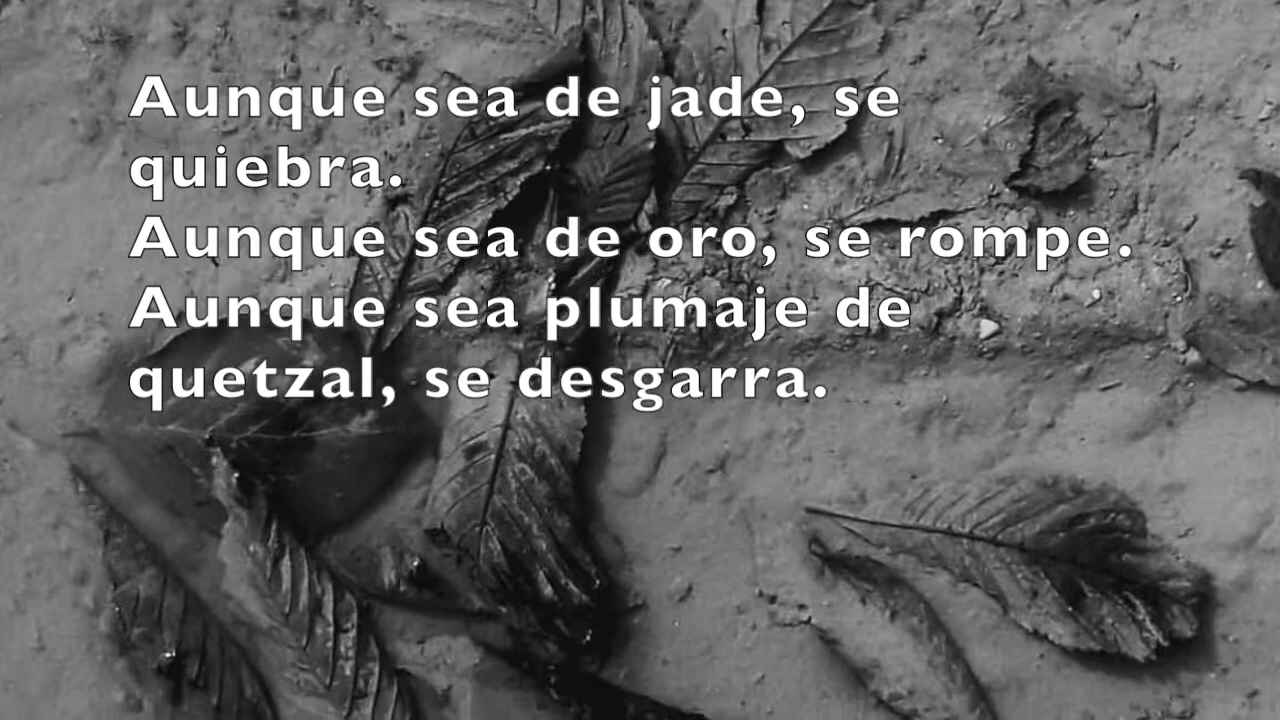 Aunque sea de jade, se
quiebra.
Aunque sea de oro, se rompe.
Aunque sea plumaje de
quetzal, se desgarra.